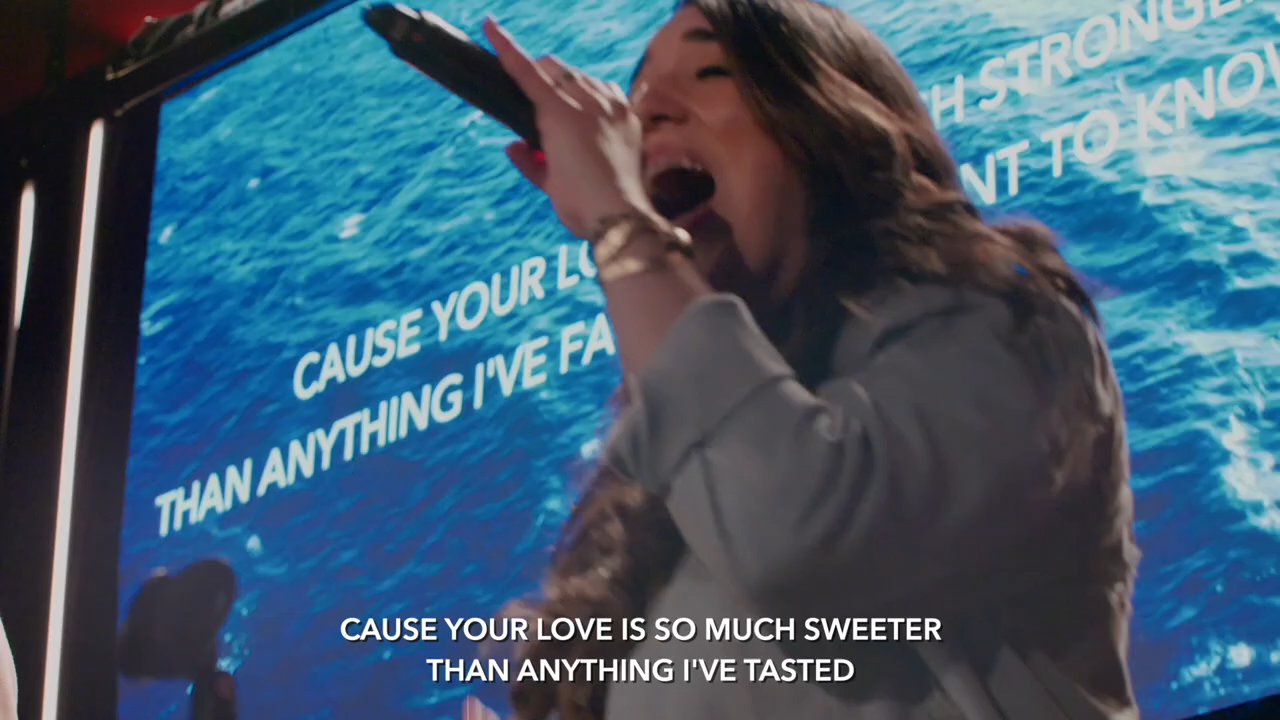 H STRONGE
NT TO KNOW
CAUSE YOUR LO
THAN ANYTHING I'VE FA
CAUSE YOUR LOVE IS SO MUCH SWEETER
THAN ANYTHING I'VE TASTED